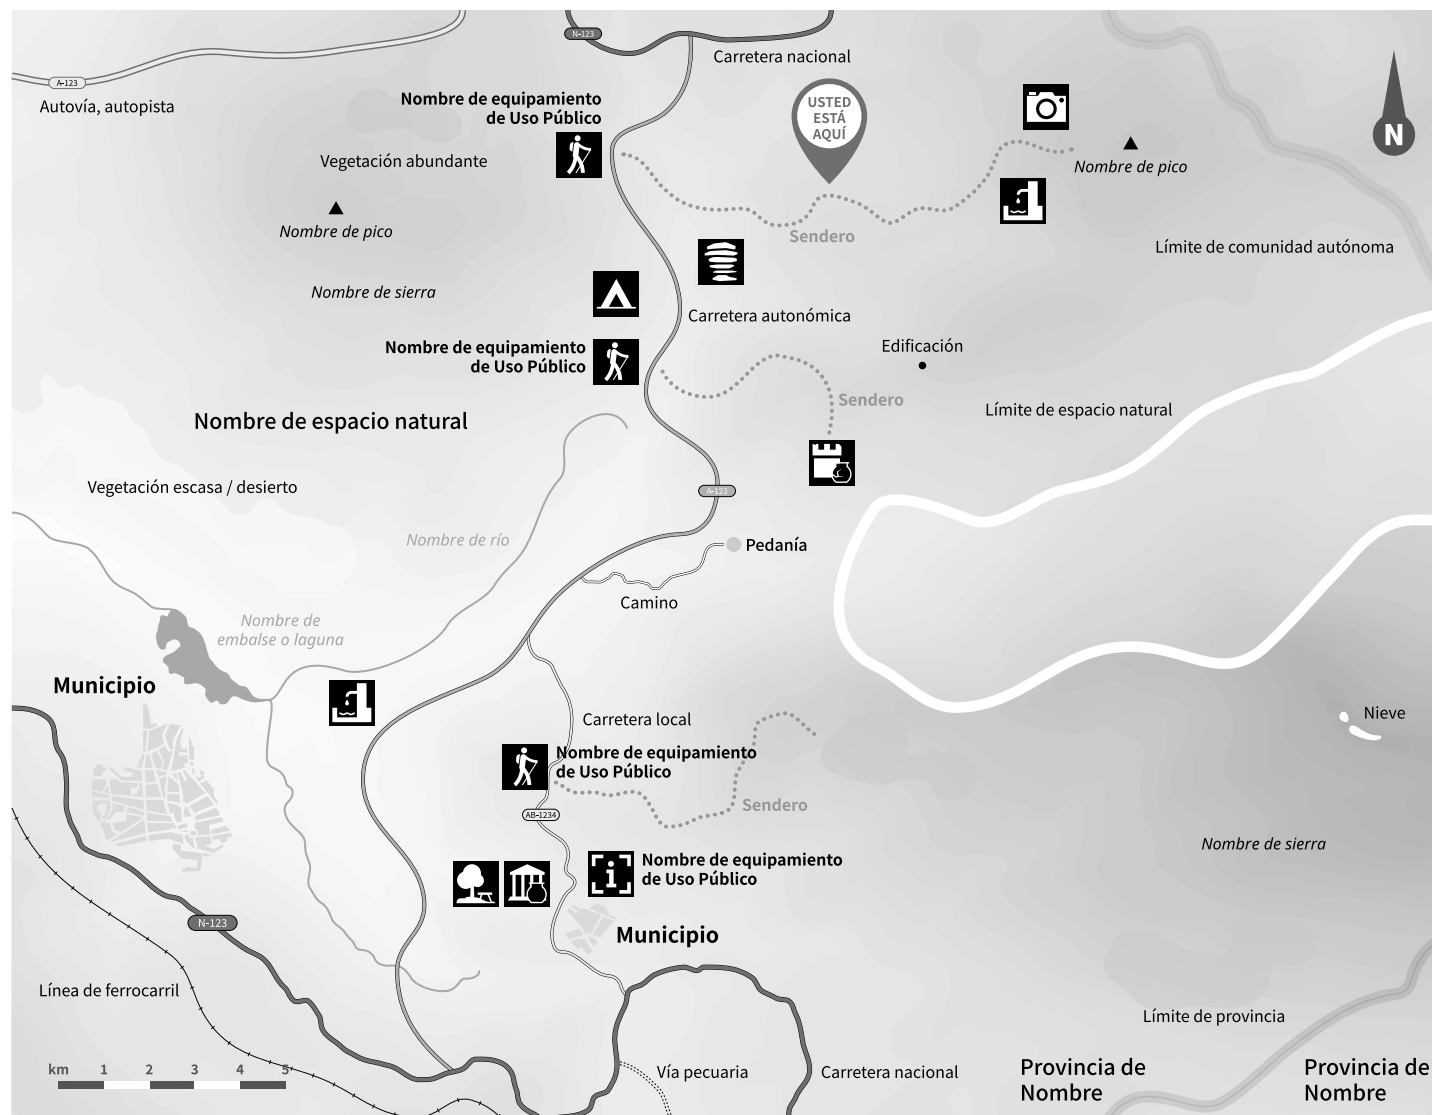 N-123
Carretera nacional
A-123
Autovía, autopista
Nombre de equipamiento
de Uso Público
USTED
ESTÁ
AQUÍ
N
Vegetación abundante
Nombre de pico
Nombre de pico
Sendero
Límite de comunidad autónoma
Nombre de sierra
Carretera autonómica
Nombre de equipamiento
de Uso Público
Edificación
Sendero
Límite de espacio natural
Nombre de espacio natural
Vegetación escasa / desierto
A-123
Nombre de río
Pedanía
Camino
Nombre de
embalse o laguna
Municipio
Carretera local
Nieve
Nombre de equipamiento
de Uso Público
Sendero
AB-1234
Nombre de sierra
i
Nombre de equipamiento
de Uso Público
N-123
Municipio
Línea de ferrocarril
Límite de provincia
km 1 2 3 4 5
Vía pecuaria
Carretera nacional
Provincia de
Nombre
Provincia de
Nombre